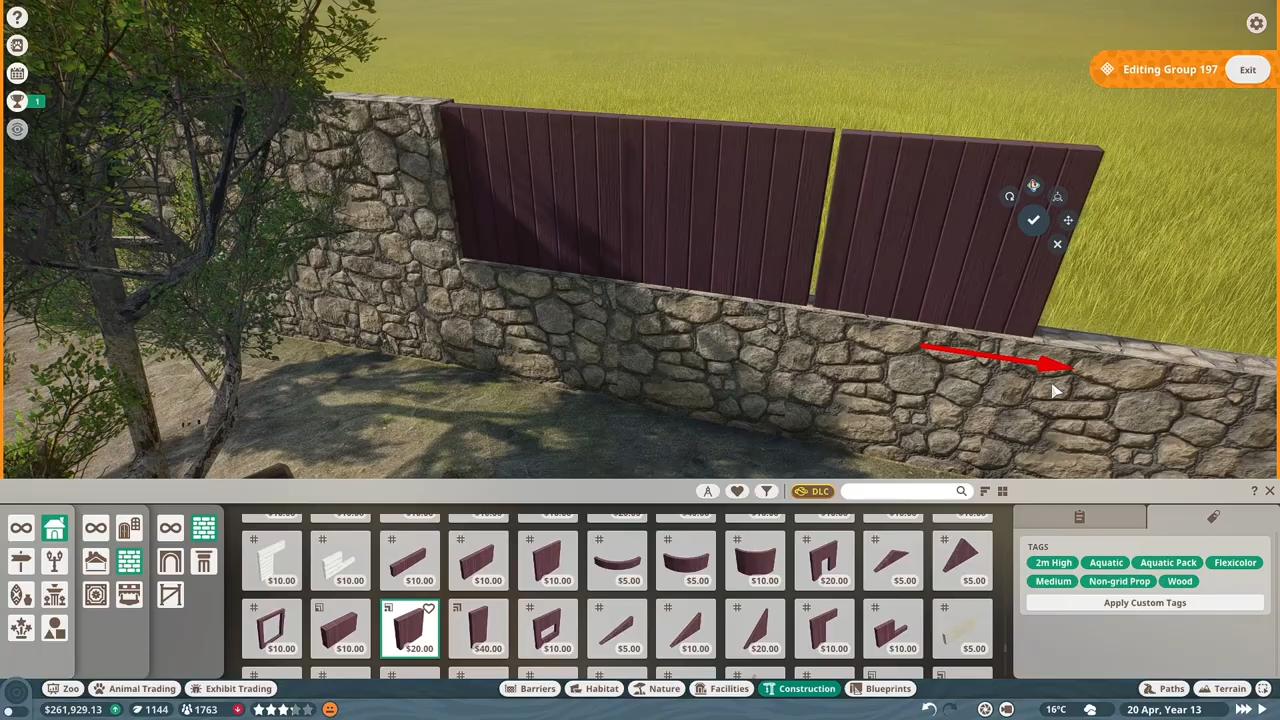 ?
Editing Group 197
Exit
1
DLC
?
$10.00 $10.00 $10.00 $10.00 $10.00 $5.00 $5.00 $10.00 $20.00 $5.00 $5.00
$10.00 $10.00 $20.00 $40.00 $10.00 $5.00 $10.00 $20.00 $10.00 $10.00 $5.00
TAGS
2m High Aquatic Aquatic Pack Flexicolor
Medium Non-grid Prop Wood
Apply Custom Tags
Zoo Animal Trading Exhibit Trading Barriers Habitat Nature Facilities Construction Blueprints Paths Terrain
$261,929.13 1144 1763 16°C 20 Apr, Year 13